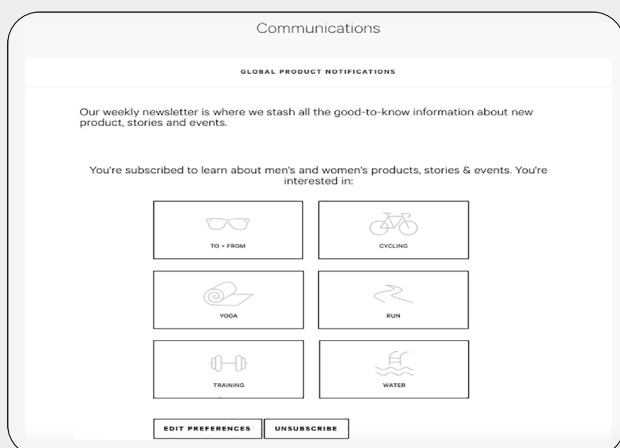 Communications
GLOBAL PRODUCT NOTIFICATIONS
Our weekly newsletter is where we stash all the good-to-know information about new
product, stories and events.
You're subscribed to learn about men's and women's products, stories & events. You're
interested in:
TO + FROM
CYCLING
YOGA
RUN
TRAINING
WATER
EDIT PREFERENCES
UNSUBSCRIBE